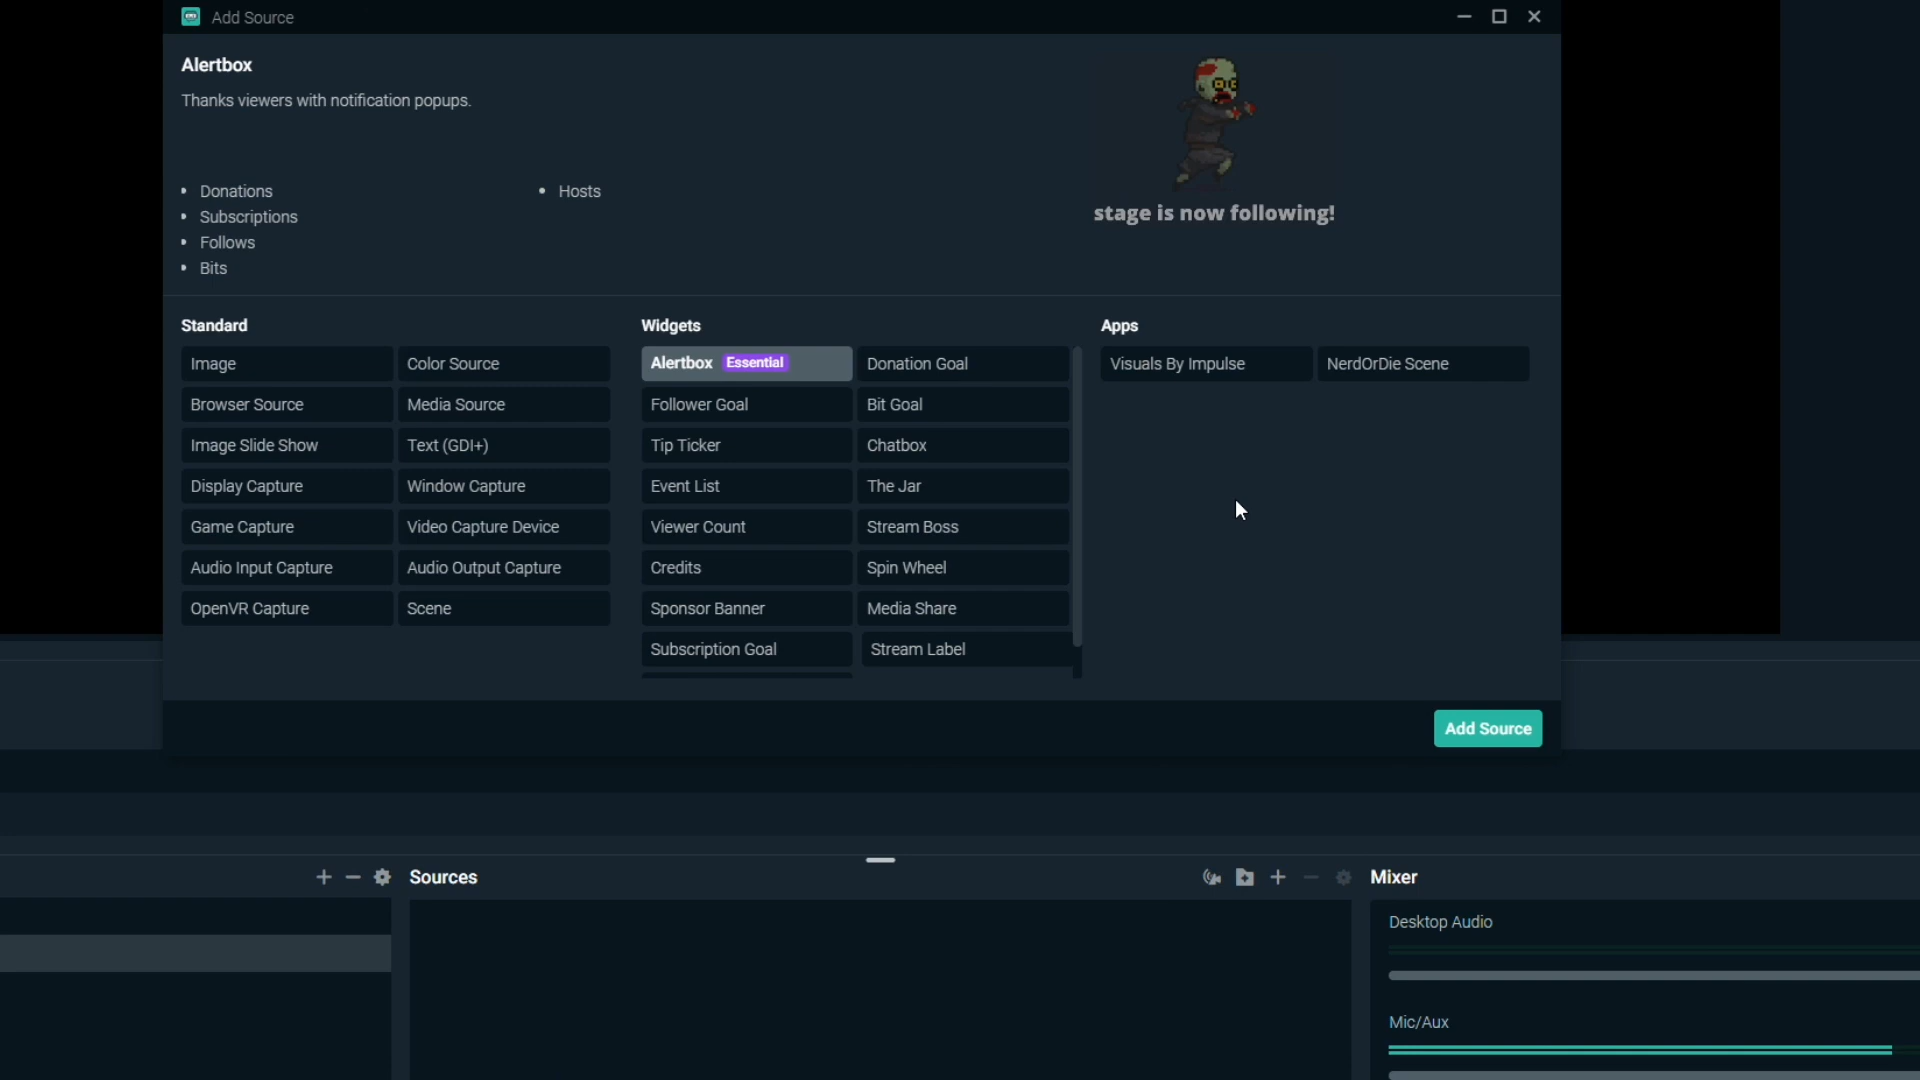 Add Source
Alertbox
Thanks viewers with notification popups.
Donations
Subscriptions
Follows
Bits
Hosts
stage is now following!
Standard
Image
Color Source
Browser Source
Media Source
Image Slide Show
Text (GDI+)
Display Capture
Window Capture
Game Capture
Video Capture Device
Audio Input Capture
Audio Output Capture
OpenVR Capture
Scene
Widgets
Alertbox Essential
Donation Goal
Follower Goal
Bit Goal
Tip Ticker
Chatbox
Event List
The Jar
Viewer Count
Stream Boss
Credits
Spin Wheel
Sponsor Banner
Media Share
Subscription Goal
Stream Label
Apps
Visuals By Impulse
NerdOrDie Scene
Add Source
Sources
Mixer
Desktop Audio
Mic/Aux